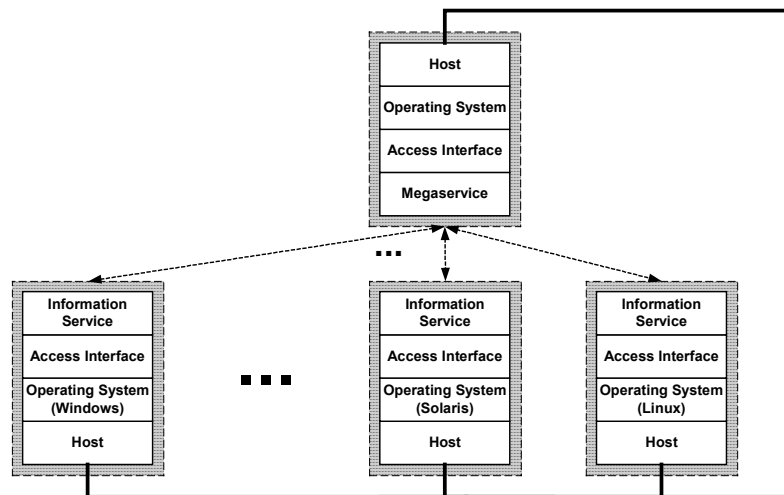 Host
Operating System
Access Interface
Megaservice
...
Information
Service
Access Interface
Operating System
(Windows)
Host
...
Information
Service
Access Interface
Operating System
(Solaris)
Host
Information
Service
Access Interface
Operating System
(Linux)
Host